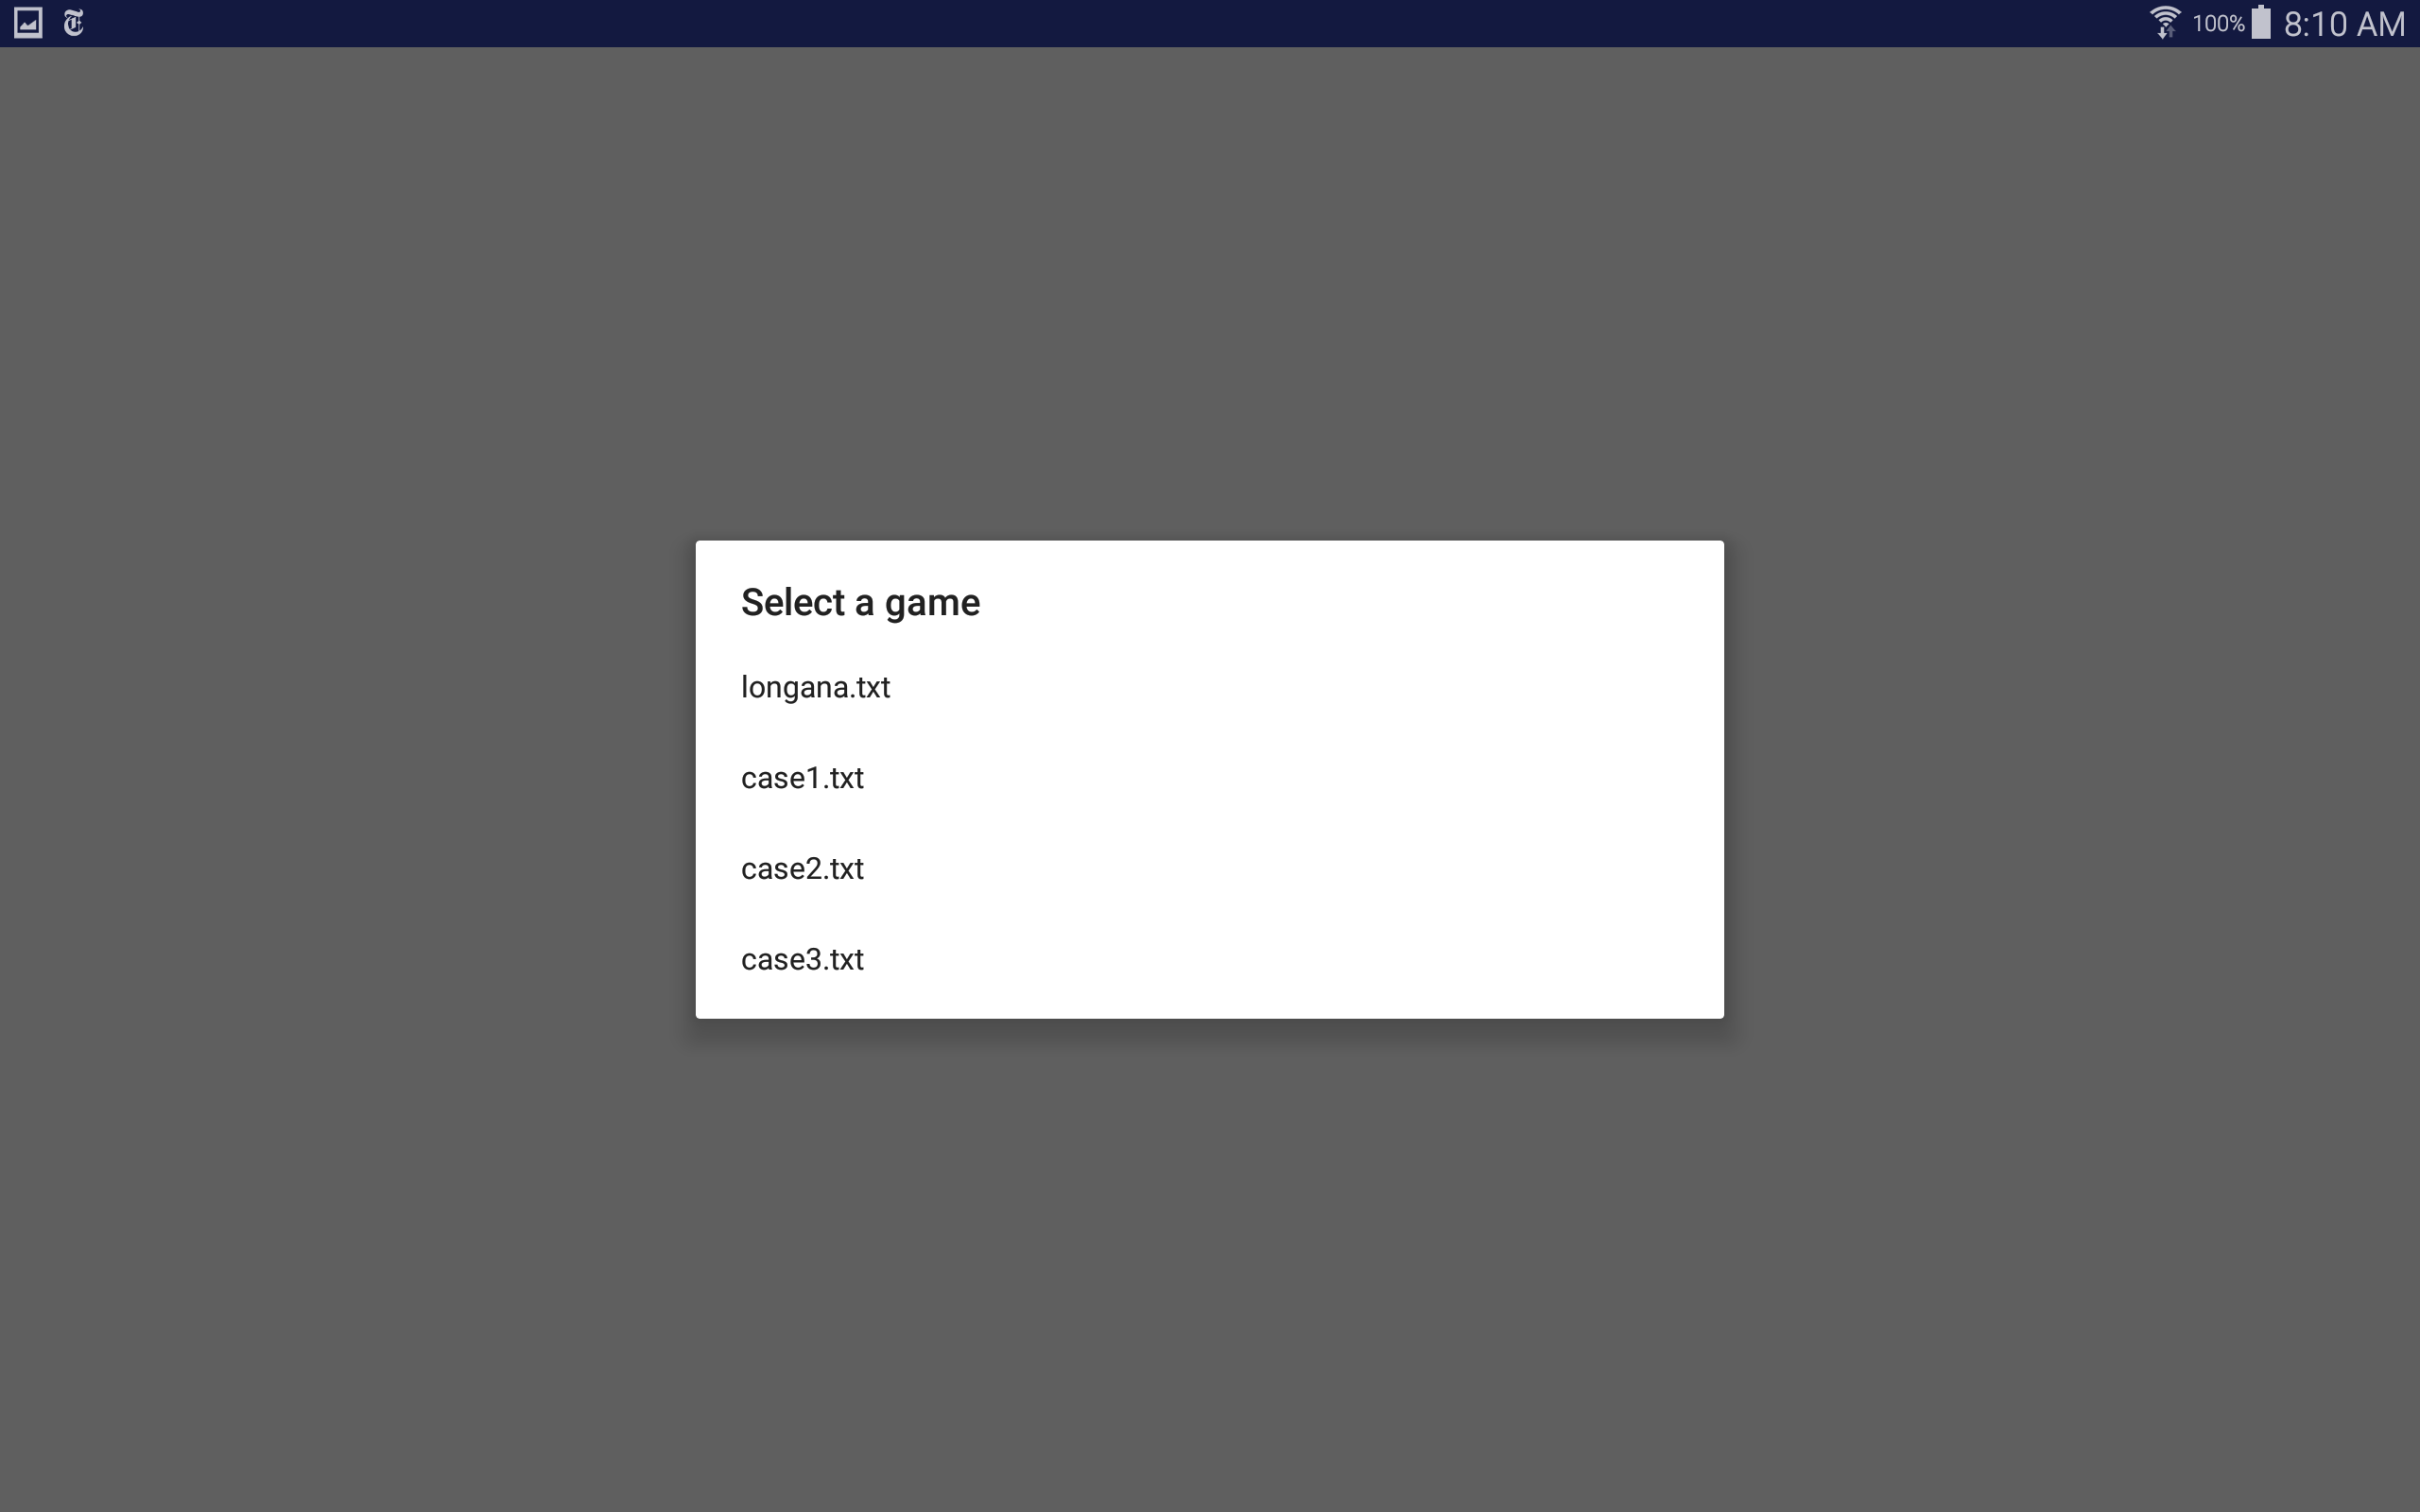 100% 8:10 AM
Select a game
longana.txt
case1.txt
case2.txt
case3.txt